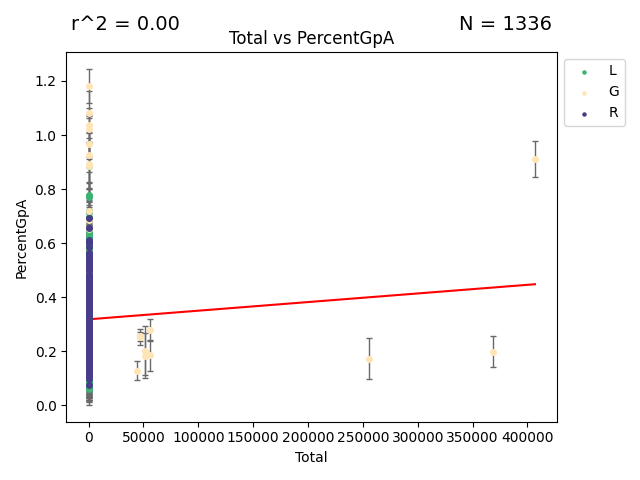 r^2 = 0.00
N = 1336
Total vs PercentGpA
L
G
R
PercentGpA
1.2
1.0
0.8
0.6
0.4
0.2
0.0
0 50000 100000 150000 200000 250000 300000 350000 400000
Total